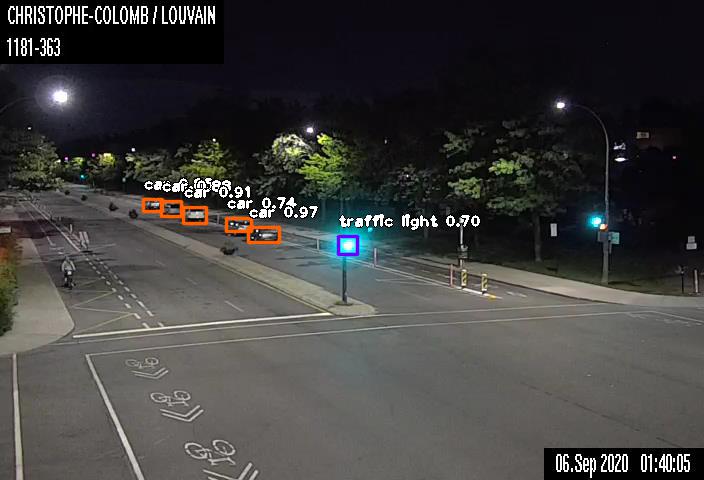 CHRISTOPHE-COLOMB / LOUVAIN
1181-363
car 0.91
car 0.74
car 0.97
traffic light 0.70
06.Sep 2020 01:40:05